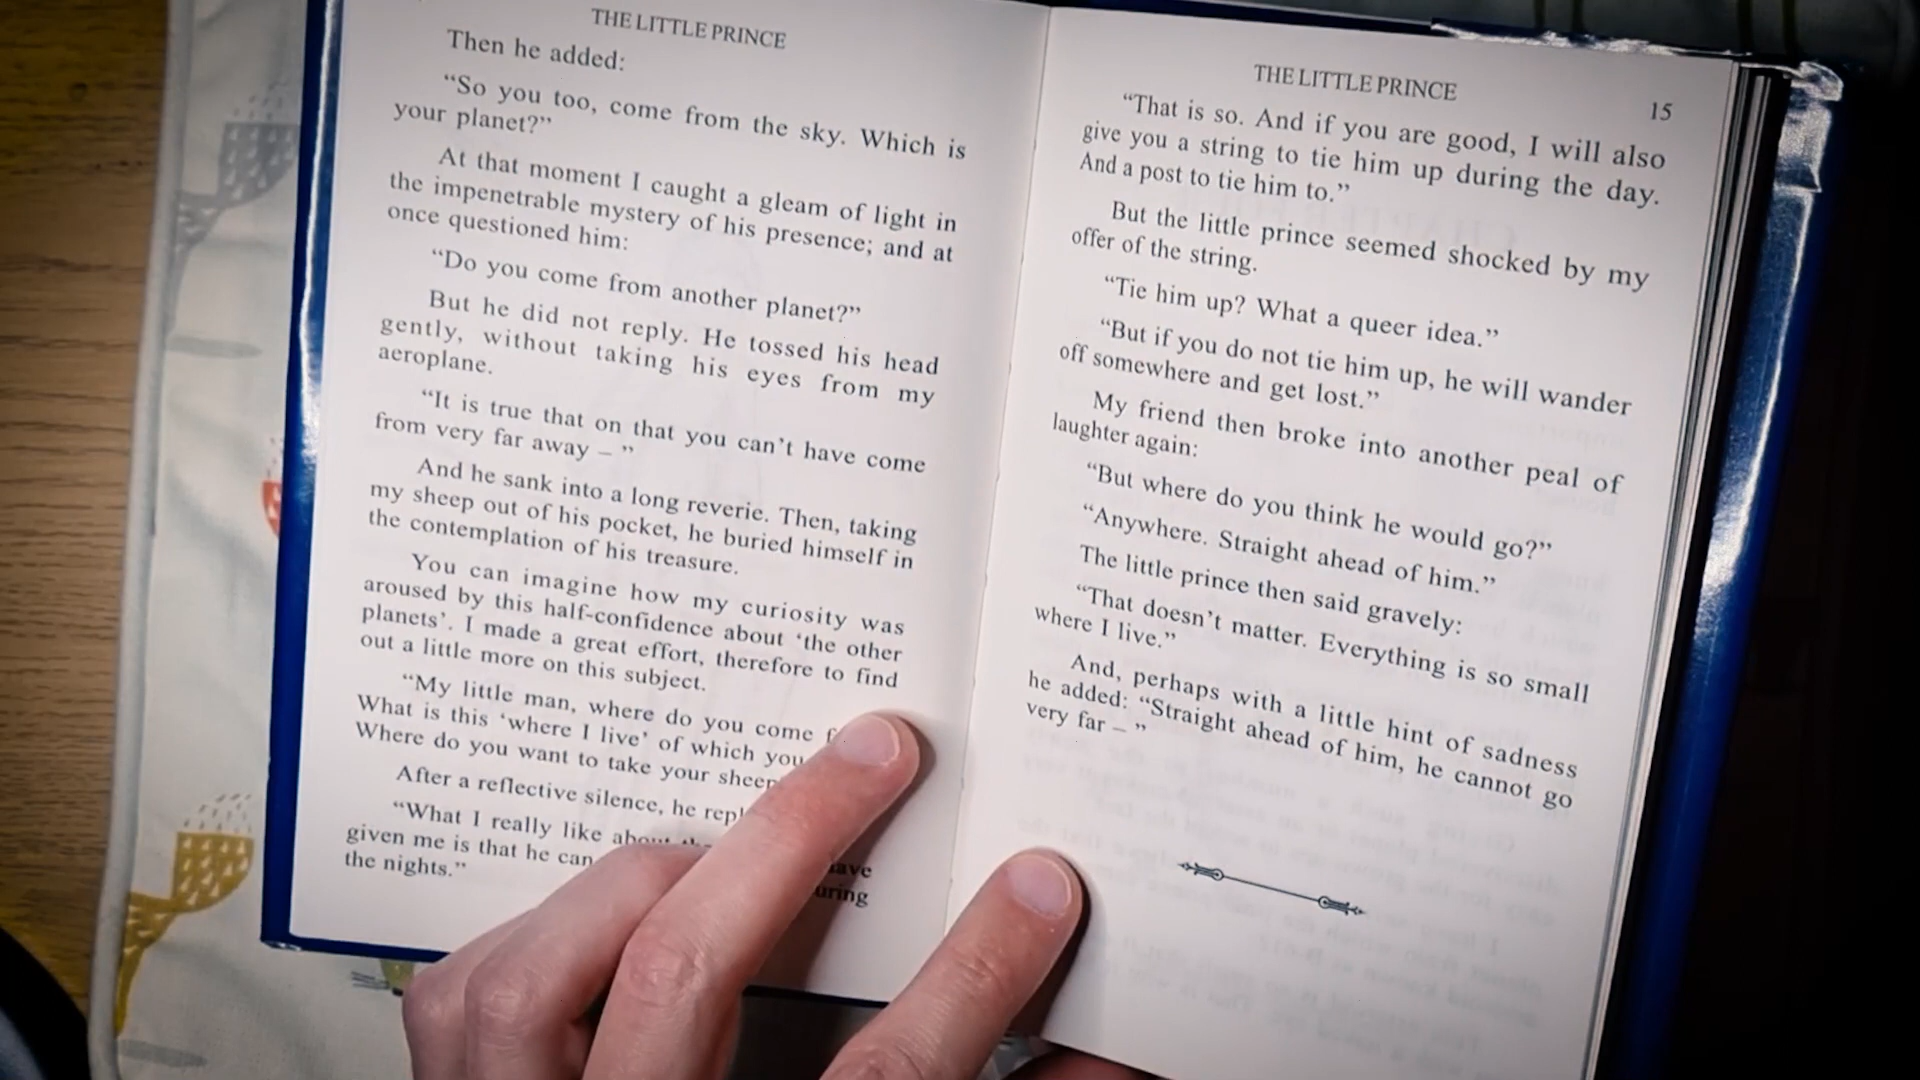 THE LITTLE PRINCE
Then he added:
“So you too, come from the sky. Which is
your planet?”
At that moment I caught a gleam of light in
the impenetrable mystery of his presence; and at
once questioned him:
“Do you come from another planet?”
But he did not reply. He tossed his head
gently, without taking his eyes from my
aeroplane.
“It is true that on that you can’t have come
from very far away – ”
And he sank into a long reverie. Then, taking
my sheep out of his pocket, he buried himself in
the contemplation of his treasure.
You can imagine how my curiosity was
aroused by this half-confidence about ‘the other
planets’. I made a great effort, therefore to find
out a little more on this subject.
“My little man, where do you come
What is this ‘where I live’ of which you
Where do you want to take your sheep
After a reflective silence, he
“What I really like about
given me is that he can
the nights.”
THE LITTLE PRINCE
15
“That is so. And if you are good, I will also
give you a string to tie him up during the day.
And a post to tie him to.”
But the little prince seemed shocked by my
offer of the string.
“Tie him up? What a queer idea.”
“But if you do not tie him up, he will wander
off somewhere and get lost.”
My friend then broke into another peal of
laughter again:
“But where do you think he would go?”
“Anywhere. Straight ahead of him.”
The little prince then said gravely:
“That doesn’t matter. Everything is so small
where I live.”
And, perhaps with a little hint of sadness
he added: “Straight ahead of him, he cannot go
very far – ”